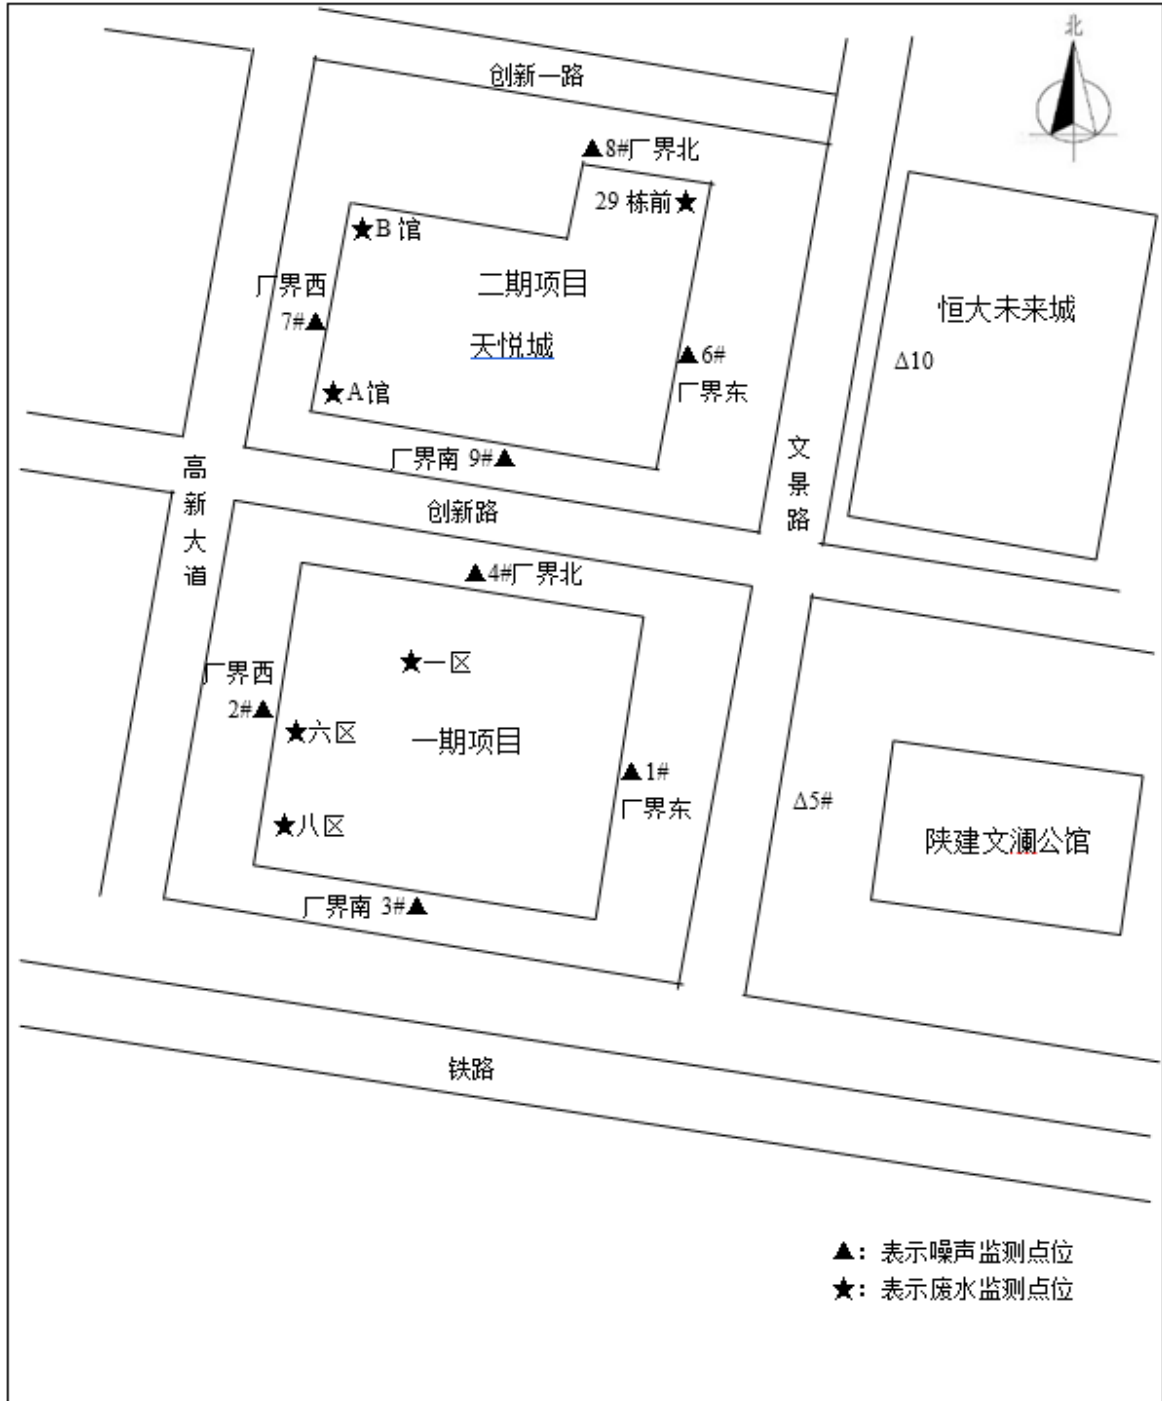 北
创新一路
▲8#厂界北
29 栋前★
★B 馆
二期项目
厂界西
7#▲
恒大未来城
天悦城
▲6#
厂界东
Δ10
★A馆
厂界南 9#▲
文景路
高新大道
创新路
▲4#厂界北
★一区
厂界西
2#▲
★六区
一期项目
▲1#
厂界东
Δ5#
★八区
陕建文澜公馆
厂界南 3#▲
铁路
▲：表示噪声监测点位
★：表示废水监测点位